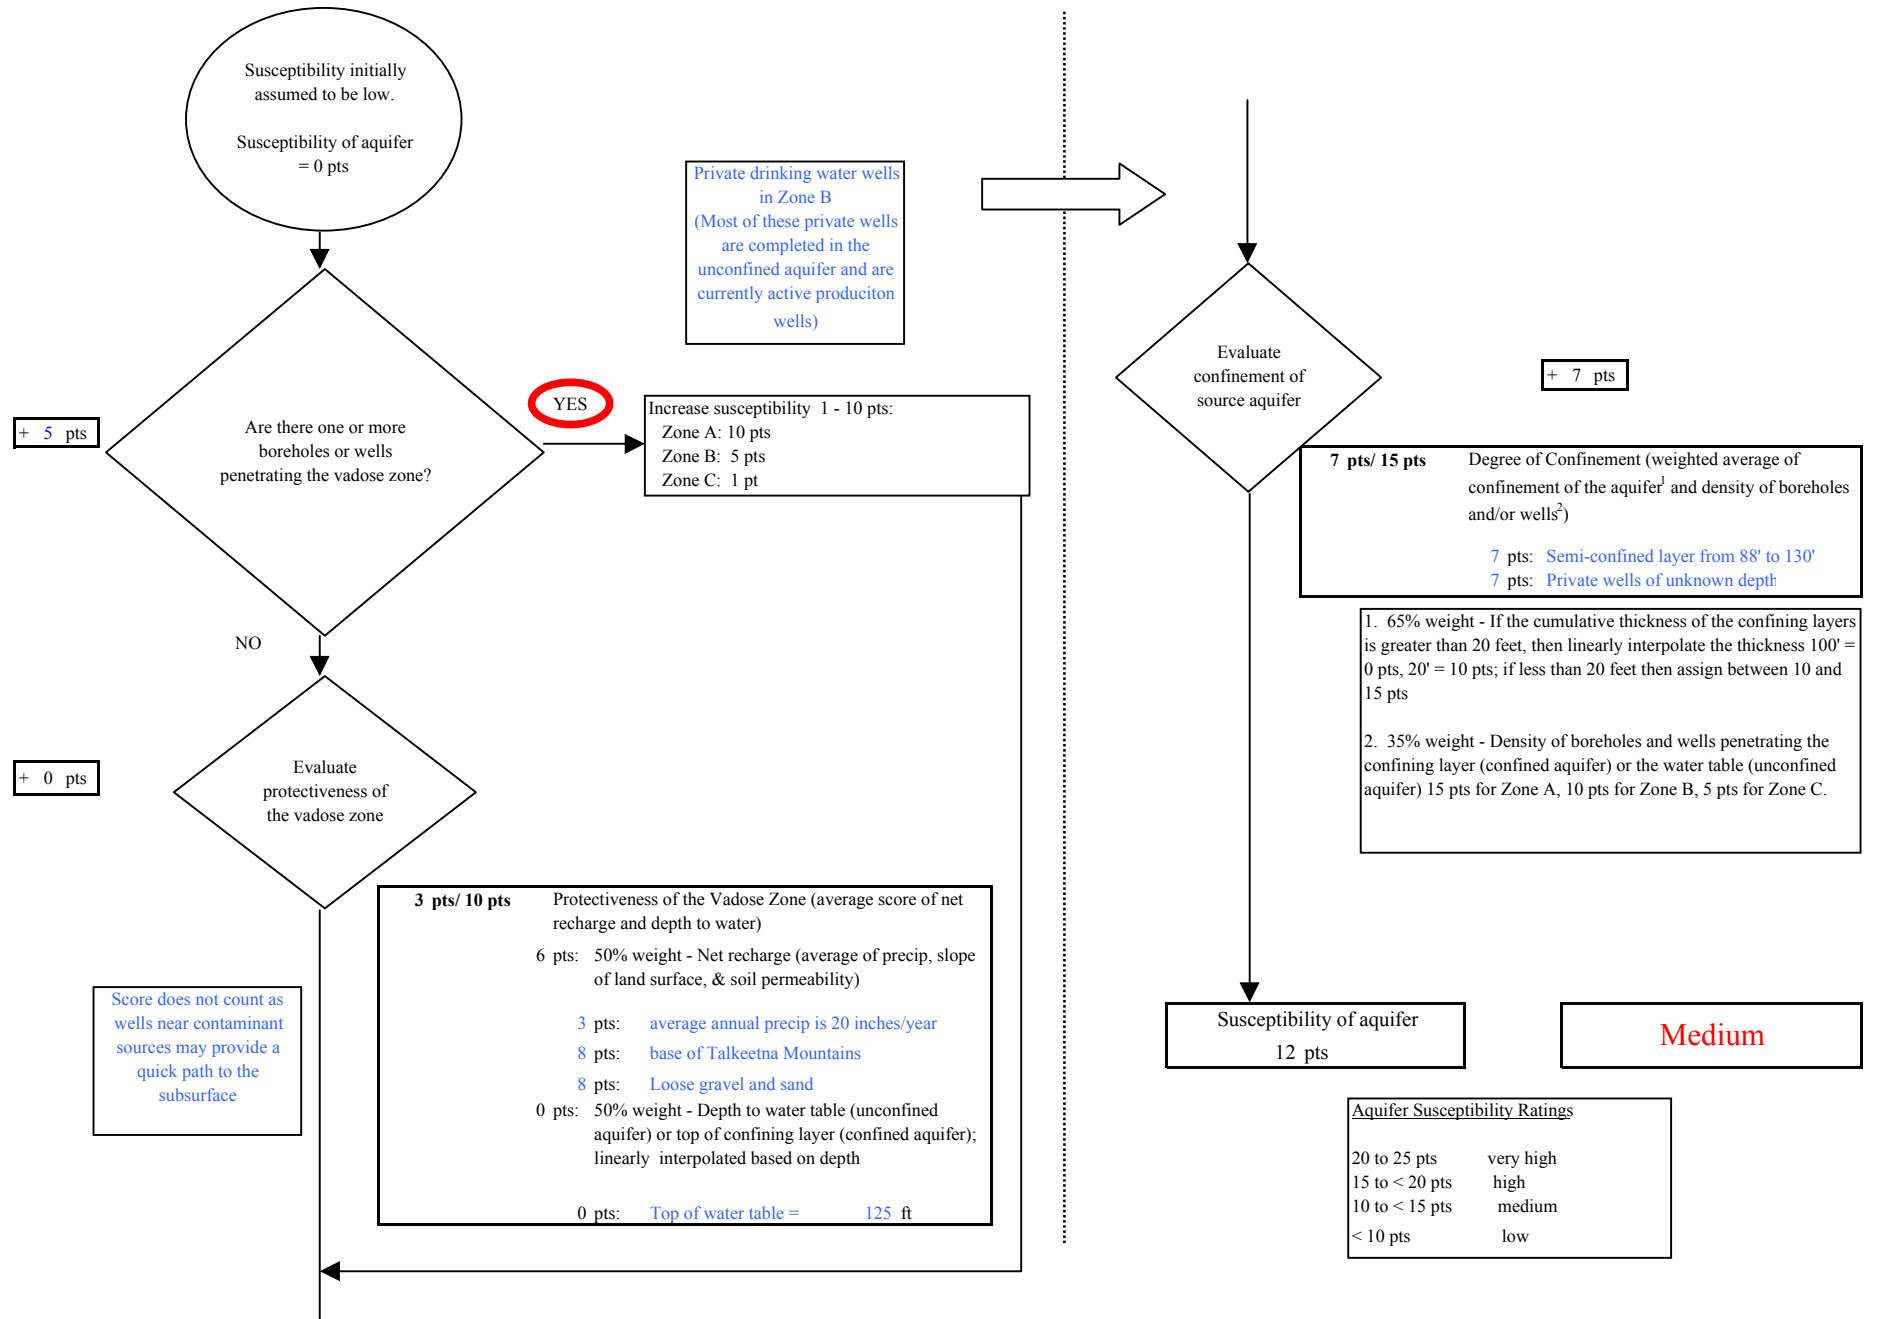 Susceptibility initially
assumed to be low.
Susceptibility of aquifer
= 0 pts
Private drinking water wells
in Zone B
(Most of these private wells
are completed in the
unconfined aquifer and are
currently active produciton
wells)
+ 5 pts
Are there one or more
boreholes or wells
penetrating the vadose zone?
YES
Increase susceptibility 1 - 10 pts:
Zone A: 10 pts
Zone B: 5 pts
Zone C: 1 pt
NO
+ 0 pts
Evaluate
protectiveness of
the vadose zone
Score does not count as
wells near contaminant
sources may provide a
quick path to the
subsurface
3 pts/ 10 pts Protectiveness of the Vadose Zone (average score of net
recharge and depth to water)
6 pts: 50% weight - Net recharge (average of precip, slope
of land surface, & soil permeability)
3 pts: average annual precip is 20 inches/year
8 pts: base of Talkeetna Mountains
8 pts: Loose gravel and sand
0 pts: 50% weight - Depth to water table (unconfined
aquifer) or top of confining layer (confined aquifer);
linearly interpolated based on depth
0 pts: Top of water table = 125 ft
Evaluate
confinement of
source aquifer
+ 7 pts
7 pts/ 15 pts Degree of Confinement (weighted average of
confinement of the aquifer1 and density of boreholes
and/or wells2)
7 pts: Semi-confined layer from 88' to 130'
7 pts: Private wells of unknown depth
1. 65% weight - If the cumulative thickness of the confining layers
is greater than 20 feet, then linearly interpolate the thickness 100' =
0 pts, 20' = 10 pts; if less than 20 feet then assign between 10 and
15 pts
2. 35% weight - Density of boreholes and wells penetrating the
confining layer (confined aquifer) or the water table (unconfined
aquifer) 15 pts for Zone A, 10 pts for Zone B, 5 pts for Zone C.
Susceptibility of aquifer
12 pts
Medium
Aquifer Susceptibility Ratings
20 to 25 pts very high
15 to < 20 pts high
10 to < 15 pts medium
< 10 pts low